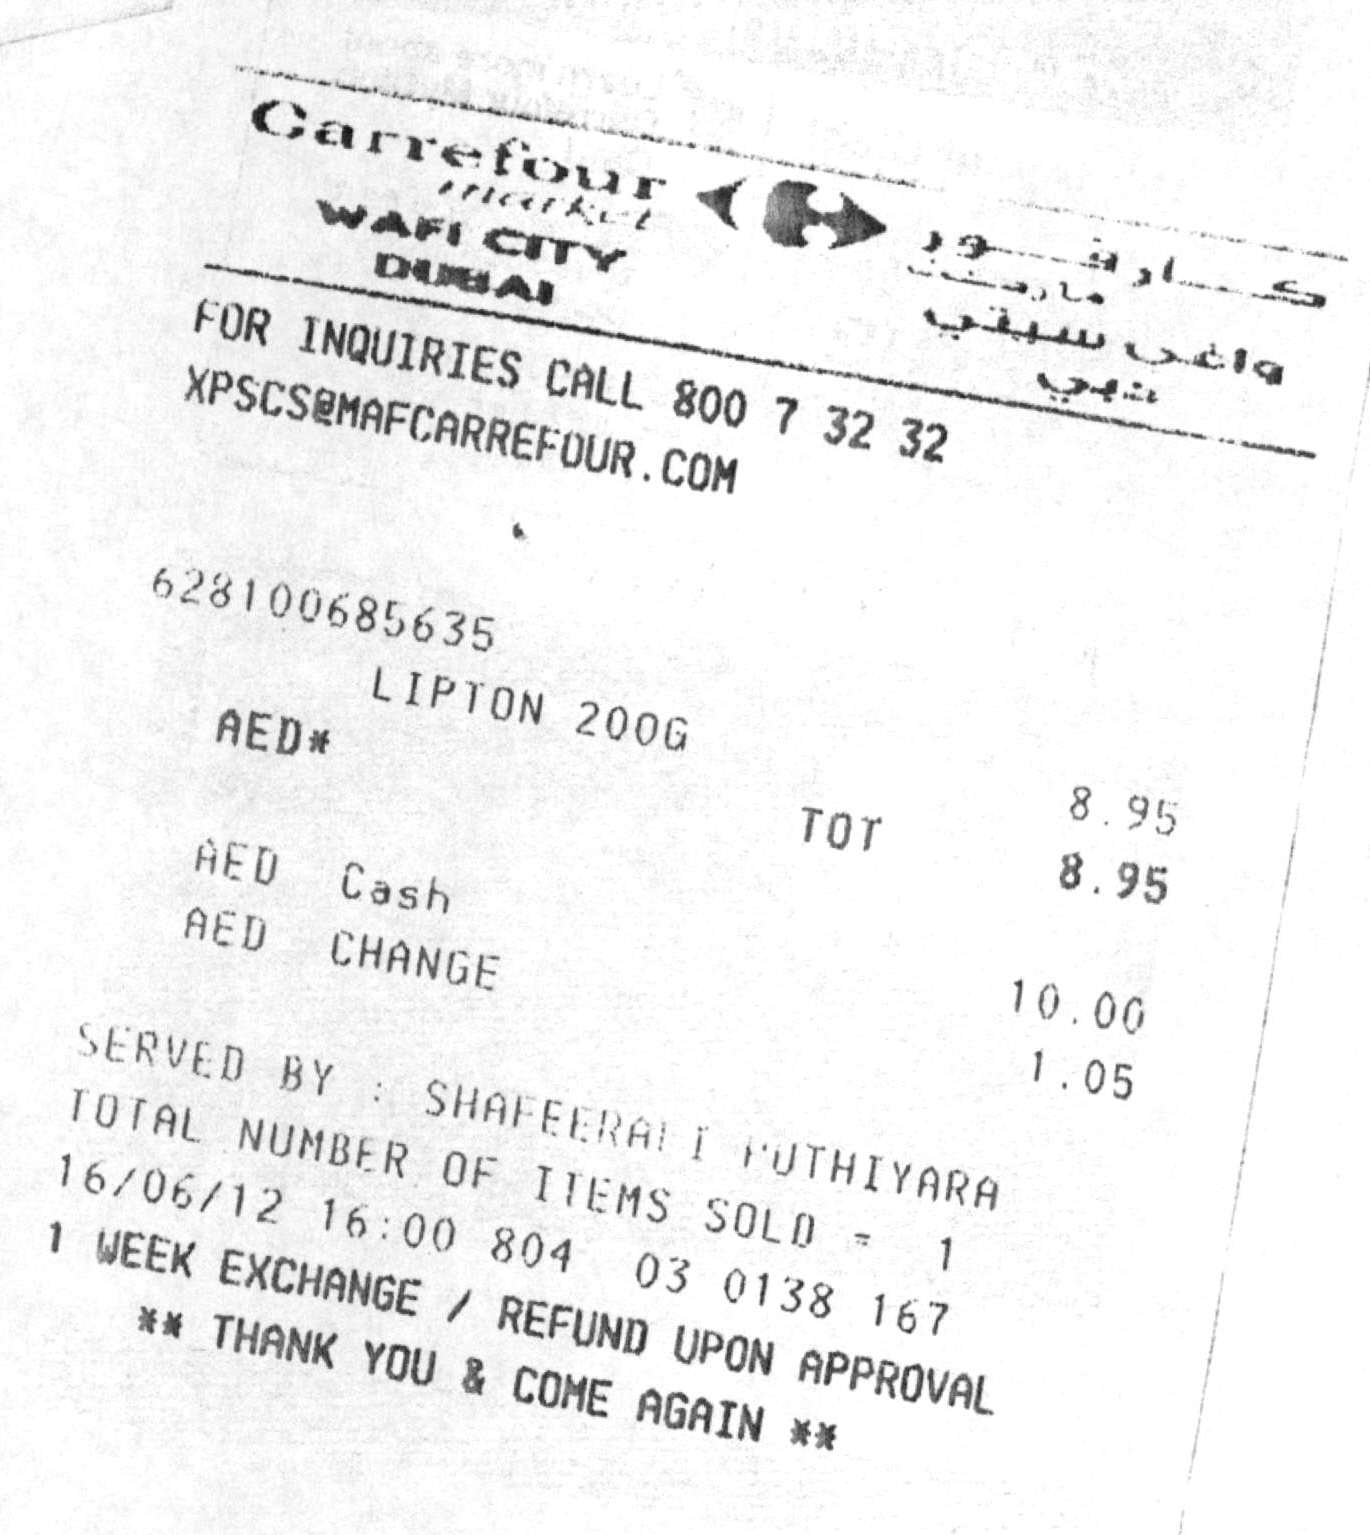 Carrefour
market
WAFI CITY
DUBAI
كارفور
ماركت
وافي سيتي
دبي
FOR INQUIRIES CALL 800 7 32 32
XPSCS@MAFCARREFOUR.COM
628100685635
LIPTON 200G 8.95
AED* TOT 8.95
AED Cash 10.00
AED CHANGE 1.05
SERVED BY : SHAFEERALI PUTHIYARA
TOTAL NUMBER OF ITEMS SOLD = 1
16/06/12 16:00 804 03 0138 167
1 WEEK EXCHANGE / REFUND UPON APPROVAL
** THANK YOU & COME AGAIN **